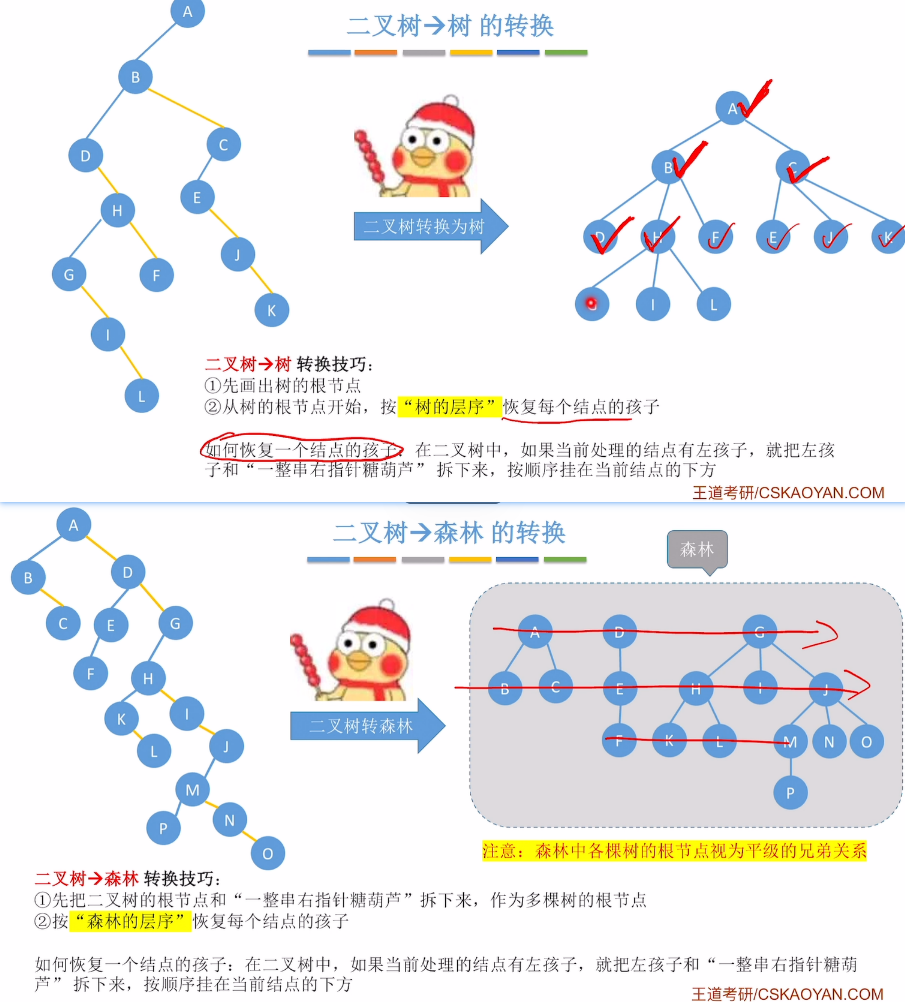 二叉树→树 的转换
A
B
D
C
H
E
G
F
J
I
K
L
二叉树转换为树
A
B
C
D
H
F
E
J
K
I
L
二叉树→树 转换技巧：
①先画出树的根节点
②从树的根节点开始，按“树的层序”恢复每个结点的孩子
如何恢复一个结点的孩子：在二叉树中，如果当前处理的结点有左孩子，就把左孩
子和“一整串右指针糖葫芦” 拆下来，按顺序挂在当前结点的下方
王道考研/CSKAOYAN.COM
二叉树→森林 的转换
A
B
D
C
E
G
F
H
K
I
L
J
M
P
N
O
二叉树转森林
森林
A
D
G
B
C
E
H
I
J
F
K
L
M
N
O
P
注意：森林中各棵树的根节点视为平级的兄弟关系
二叉树→森林 转换技巧：
①先把二叉树的根节点和“一整串右指针糖葫芦”拆下来，作为多棵树的根节点
②按“森林的层序”恢复每个结点的孩子
如何恢复一个结点的孩子：在二叉树中，如果当前处理的结点有左孩子，就把左孩子和“一整串右指针糖葫
芦” 拆下来，按顺序挂在当前结点的下方
王道考研/CSKAOYAN.COM